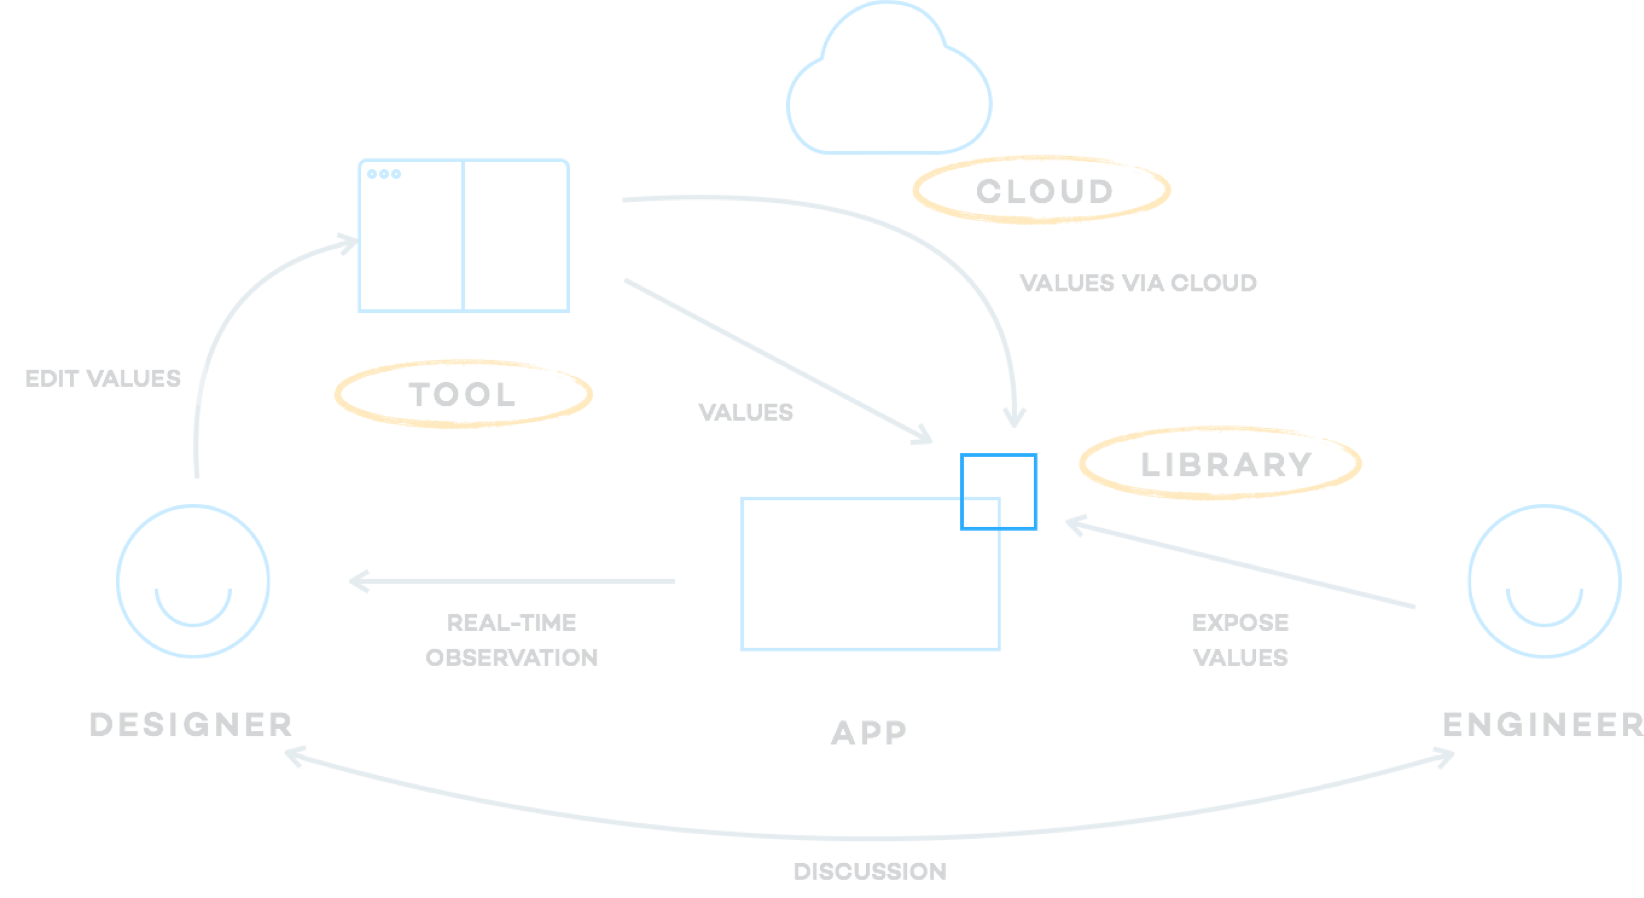 CLOUD
VALUES VIA CLOUD
EDIT VALUES
TOOL
VALUES
LIBRARY
REAL-TIME
OBSERVATION
EXPOSE
VALUES
DESIGNER
APP
ENGINEER
DISCUSSION